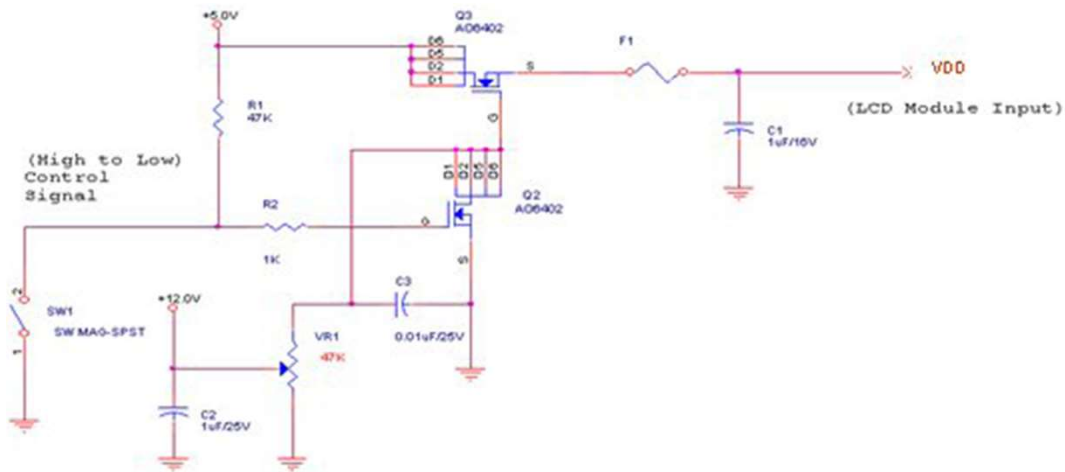 +5.0V
Q3
AO6402
D6
D5
D2
D1
S
G
F1
VDD
(LCD Module Input)
R1
47K
C1
1uF/16V
(High to Low)
Control
Signal
D1
D2
D5
D6
Q2
AO6402
R2
1K
G
S
C3
0.01uF/25V
+12.0V
2
SW1
SW MAG-SPST
1
VR1
47K
C2
1uF/25V